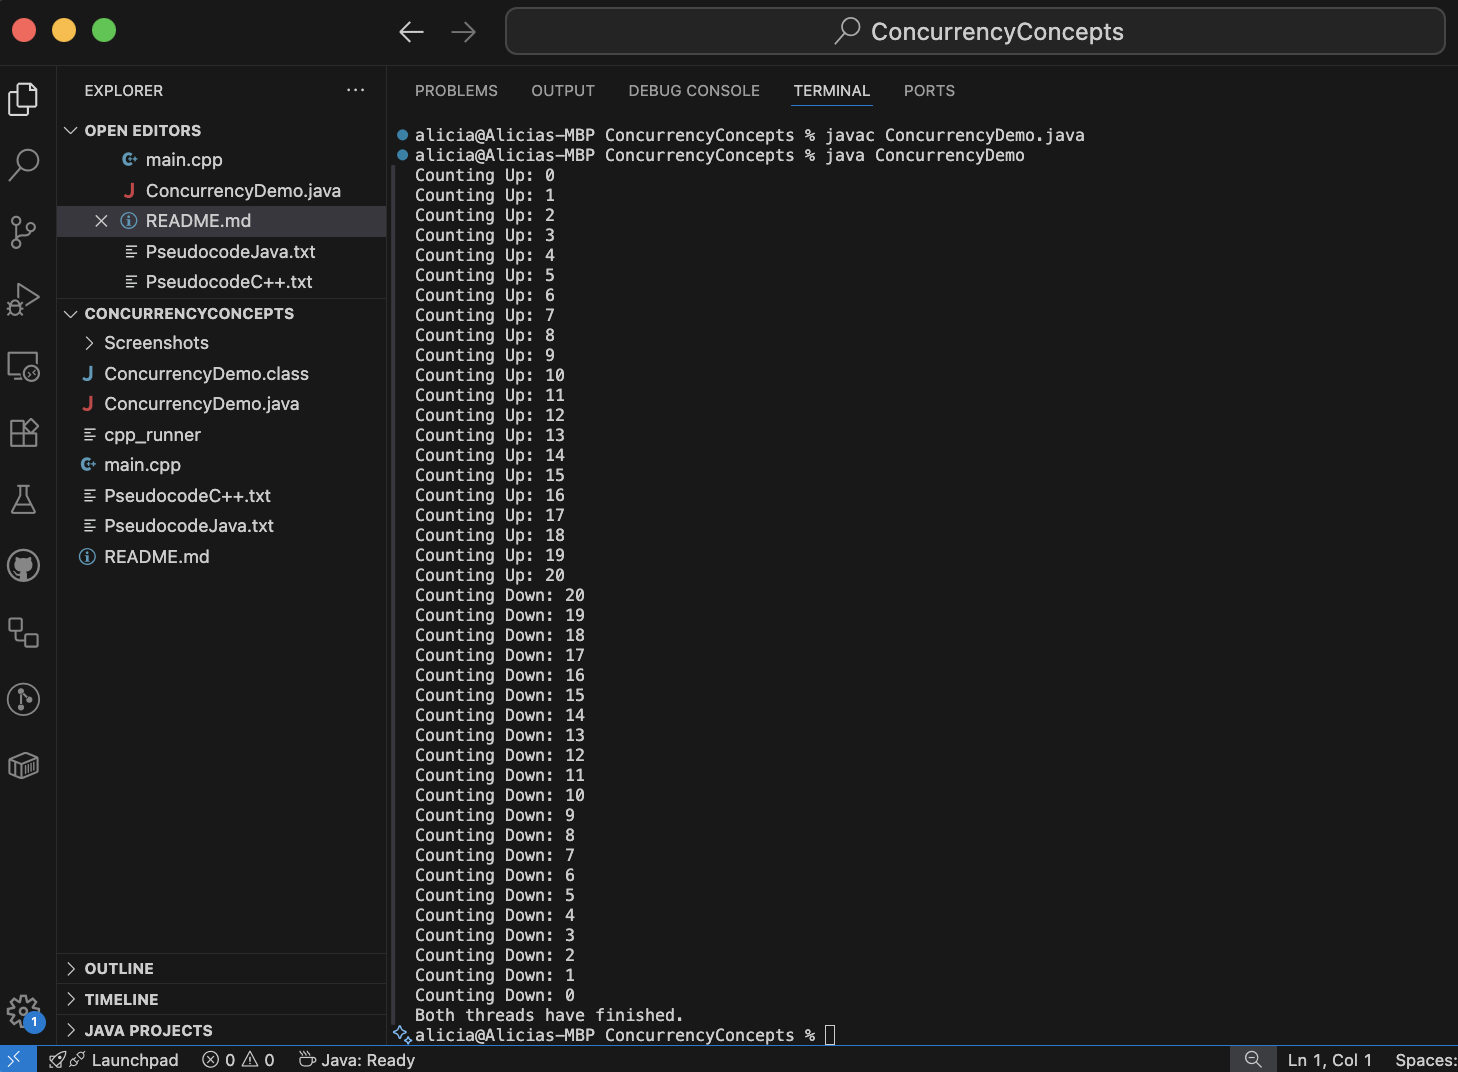 ConcurrencyConcepts
EXPLORER
OPEN EDITORS
main.cpp
ConcurrencyDemo.java
README.md
PseudocodeJava.txt
PseudocodeC++.txt
CONCURRENCYCONCEPTS
Screenshots
ConcurrencyDemo.class
ConcurrencyDemo.java
cpp_runner
main.cpp
PseudocodeC++.txt
PseudocodeJava.txt
README.md
OUTLINE
TIMELINE
JAVA PROJECTS
1
PROBLEMS OUTPUT DEBUG CONSOLE TERMINAL PORTS
alicia@Alicias-MBP ConcurrencyConcepts % javac ConcurrencyDemo.java
alicia@Alicias-MBP ConcurrencyConcepts % java ConcurrencyDemo
Counting Up: 0
Counting Up: 1
Counting Up: 2
Counting Up: 3
Counting Up: 4
Counting Up: 5
Counting Up: 6
Counting Up: 7
Counting Up: 8
Counting Up: 9
Counting Up: 10
Counting Up: 11
Counting Up: 12
Counting Up: 13
Counting Up: 14
Counting Up: 15
Counting Up: 16
Counting Up: 17
Counting Up: 18
Counting Up: 19
Counting Up: 20
Counting Down: 20
Counting Down: 19
Counting Down: 18
Counting Down: 17
Counting Down: 16
Counting Down: 15
Counting Down: 14
Counting Down: 13
Counting Down: 12
Counting Down: 11
Counting Down: 10
Counting Down: 9
Counting Down: 8
Counting Down: 7
Counting Down: 6
Counting Down: 5
Counting Down: 4
Counting Down: 3
Counting Down: 2
Counting Down: 1
Counting Down: 0
Both threads have finished.
alicia@Alicias-MBP ConcurrencyConcepts %
Launchpad 0 0 Java: Ready Ln 1, Col 1 Spaces: